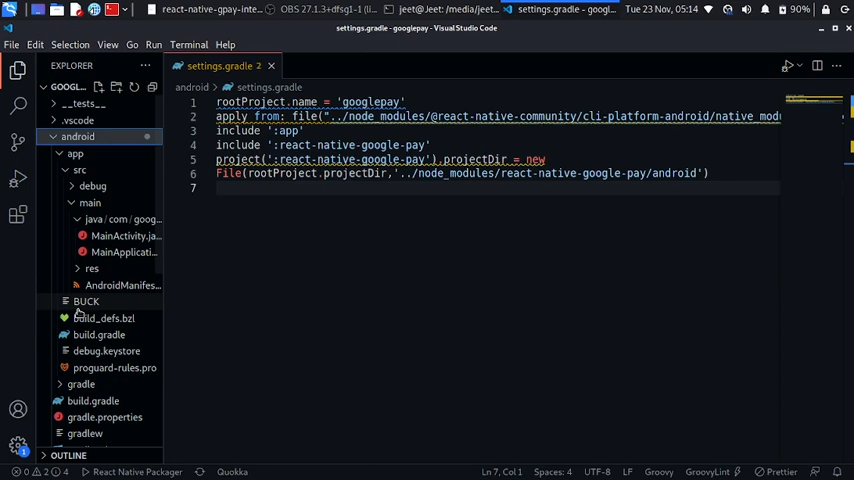 react-native-gpay-inte...
OBS 27.1.3+dfsg1-1 (li...
jeet@Jeet: /media/jeet...
settings.gradle - googl...
Tue 23 Nov, 05:14
90%
settings.gradle - googlepay - Visual Studio Code
File Edit Selection View Go Run Terminal Help
EXPLORER ...
settings.gradle 2 ×
GOOGL...
android > settings.gradle
__tests__
.vscode
android
app
src
debug
main
java/com/goog...
MainActivity.ja...
MainApplicati...
res
AndroidManifes...
BUCK
build_defs.bzl
build.gradle
debug.keystore
proguard-rules.pro
gradle
build.gradle
gradle.properties
gradlew
OUTLINE
1 rootProject.name = 'googlepay'
2 apply from: file("../node_modules/@react-native-community/cli-platform-android/native_modu
3 include ':app'
4 include ':react-native-google-pay'
5 project(':react-native-google-pay').projectDir = new
6 File(rootProject.projectDir,'../node_modules/react-native-google-pay/android')
7
1
0 2 4 React Native Packager Quokka Ln 7, Col 1 Spaces: 4 UTF-8 LF Groovy GroovyLint Prettier